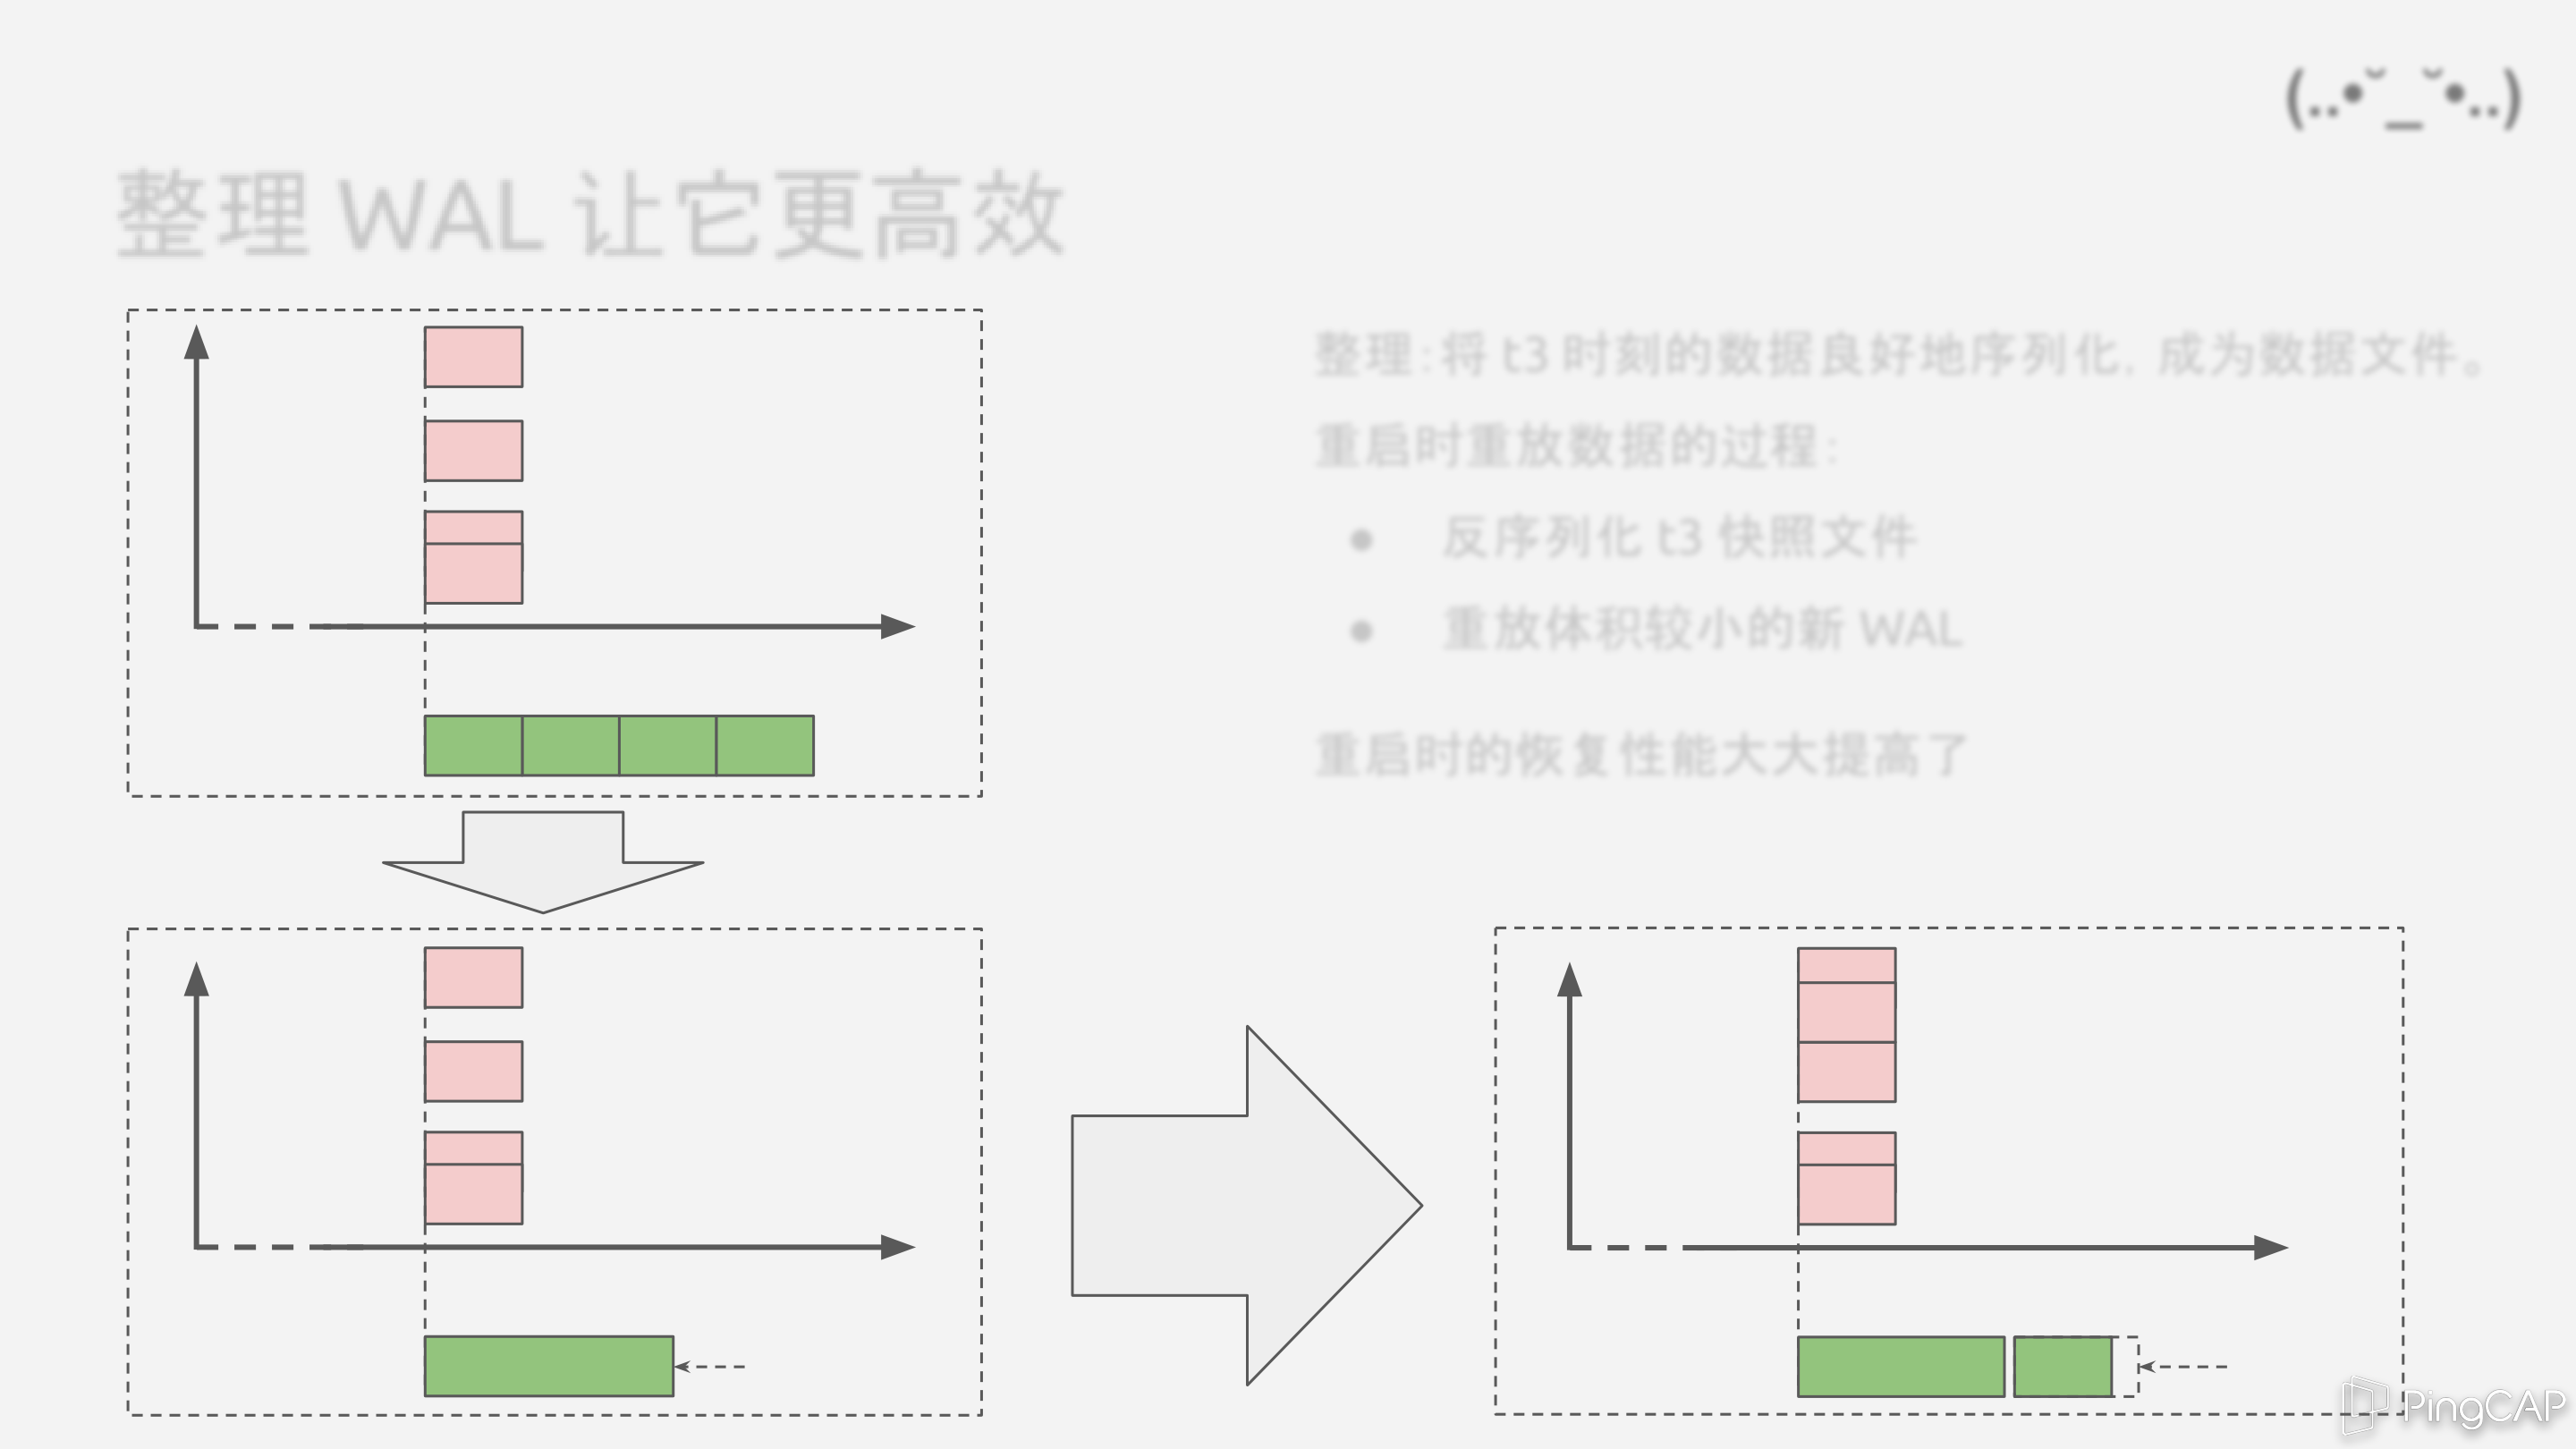 (..•˘_˘•..)
整理 WAL 让它更高效
整理：将 t3 时刻的数据良好地序列化，成为数据文件。
重启时重放数据的过程：
● 反序列化 t3 快照文件
● 重放体积较小的新 WAL
重启时的恢复性能大大提高了
PingCAP